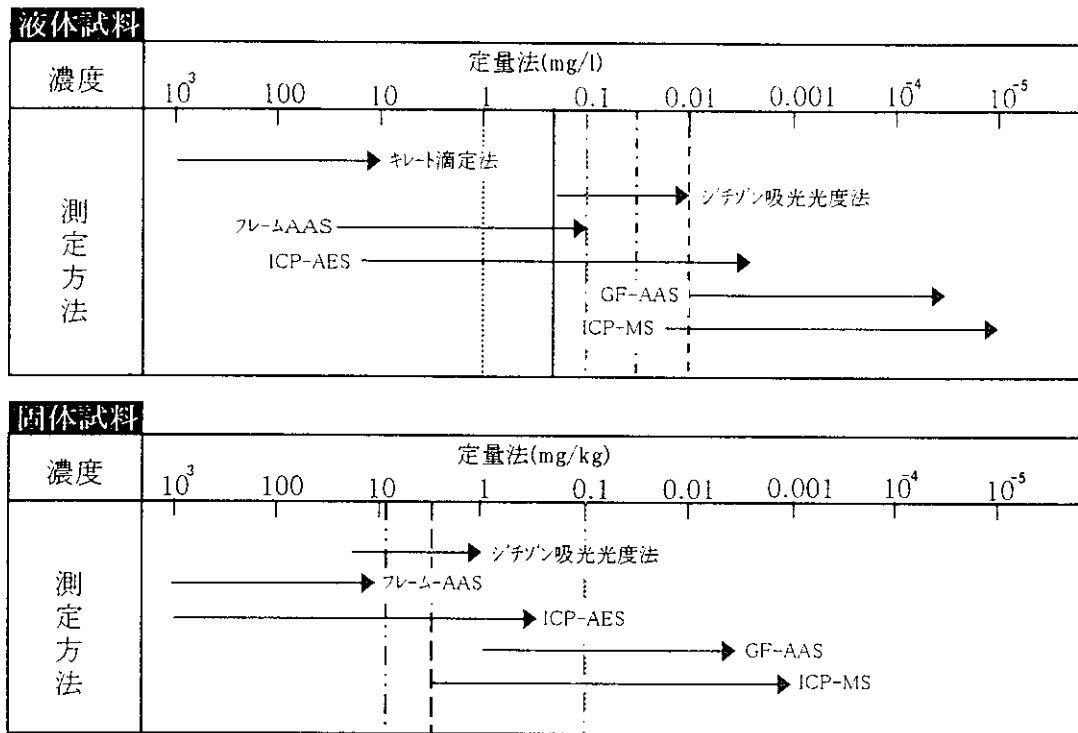 液体試料
濃度
定量法(mg/l)
10³ 100 10 1 0.1 0.01 0.001 10⁻⁴ 10⁻⁵
測定方法
キレート滴定法
ジチゾン吸光光度法
フレームAAS
ICP-AES
GF-AAS
ICP-MS
固体試料
濃度
定量法(mg/kg)
10³ 100 10 1 0.1 0.01 0.001 10⁴ 10⁻⁵
測定方法
ジチゾン吸光光度法
フレーム-AAS
ICP-AES
GF-AAS
ICP-MS